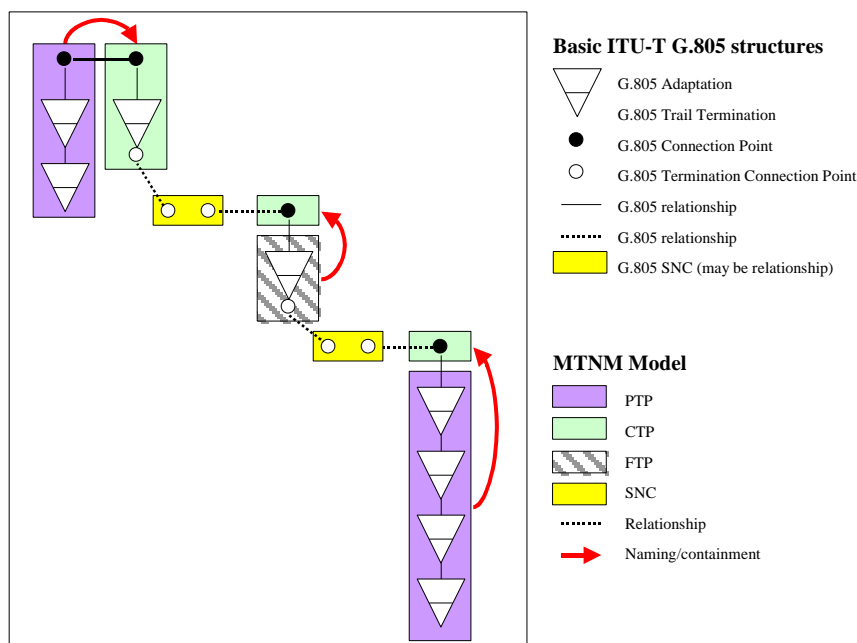 Basic ITU-T G.805 structures
G.805 Adaptation
G.805 Trail Termination
G.805 Connection Point
G.805 Termination Connection Point
G.805 relationship
G.805 relationship
G.805 SNC (may be relationship)
MTNM Model
PTP
CTP
FTP
SNC
Relationship
Naming/containment